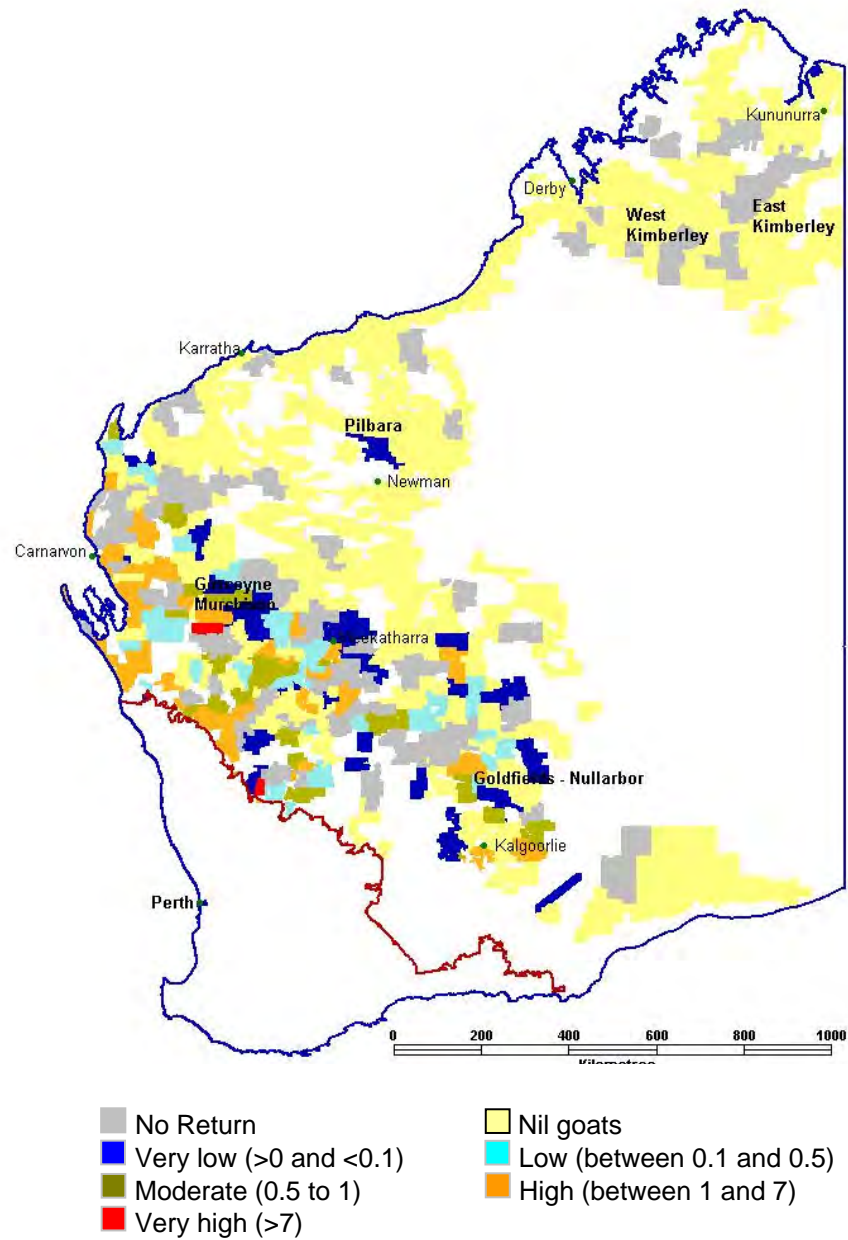 Kununurra
Derby
West
Kimberley
East
Kimberley
Karratha
Pilbara
Newman
Carnarvon
Gascoyne
Murchison
Meekatharra
Goldfields - Nullarbor
Kalgoorlie
Perth
0 200 400 600 800 1000
Kilometres
No Return
Nil goats
Very low (>0 and <0.1)
Low (between 0.1 and 0.5)
Moderate (0.5 to 1)
High (between 1 and 7)
Very high (>7)